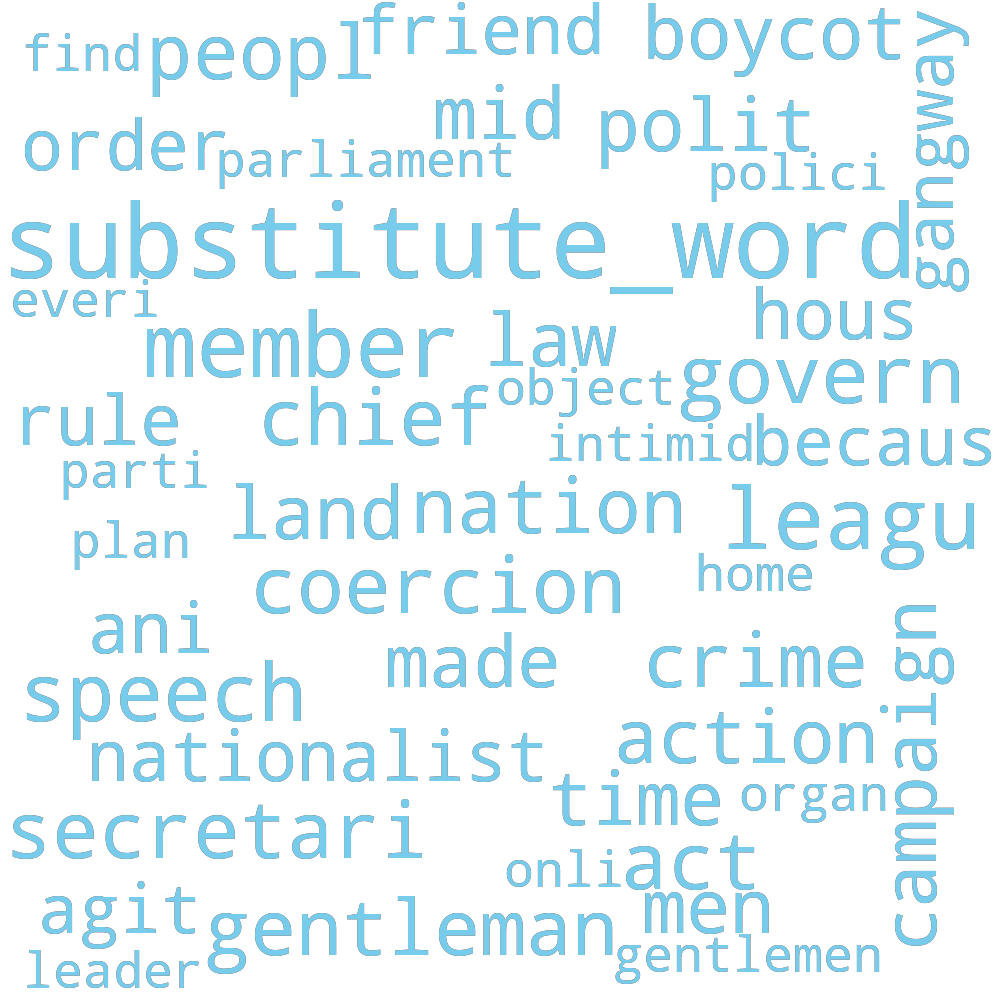 find peopl friend boycot
gangway
order mid polit
parliament polici
substitute_word
everi hous
member law
object govern
rule chief
intimid becaus
parti
land nation leagu
plan
coercion home
ani
made crime
campaign
speech
action
nationalist
time organ
secretari
onli act
agit gentleman men
leader gentlemen